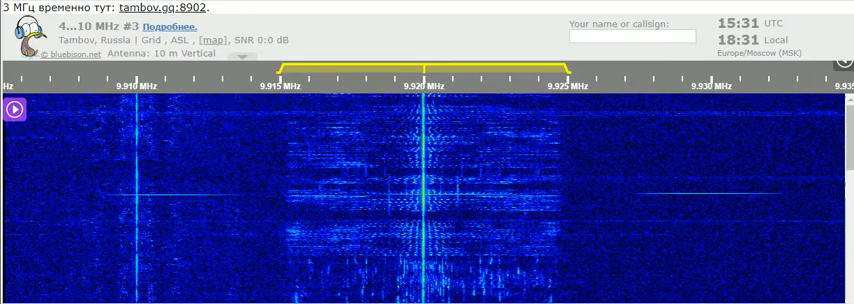 3 МГц временно тут: tambov.gq:8902.
4...10 MHz #3 Подробнее.
Tambov, Russia | Grid , ASL , [map], SNR 0:0 dB
© bluebison.net Антенна: 10 m Vertical
Your name or callsign:
15:31 UTC
18:31 Local
Europe/Moscow (MSK)
Hz 9.910 MHz 9.915 MHz 9.920 MHz 9.925 MHz 9.930 MHz 9.935